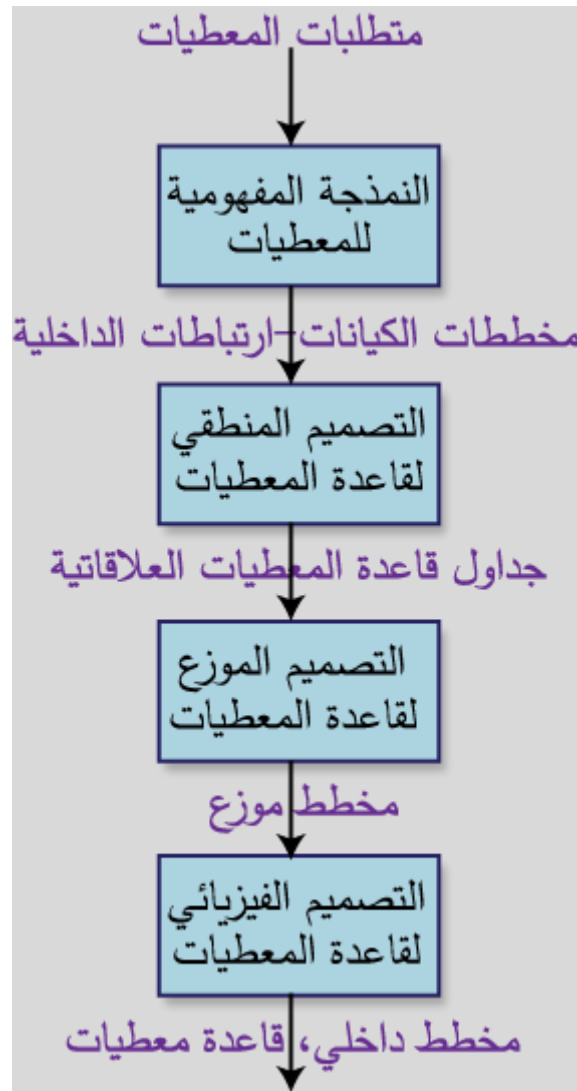 متطلبات المعطيات
النمذجة المفهومية
للمعطيات
مخططات الكيانات-ارتباطات الداخلية
التصميم المنطقي
لقاعدة المعطيات
جداول قاعدة المعطيات العلاقاتية
التصميم الموزع
لقاعدة المعطيات
مخطط موزع
التصميم الفيزيائي
لقاعدة المعطيات
مخطط داخلي، قاعدة معطيات